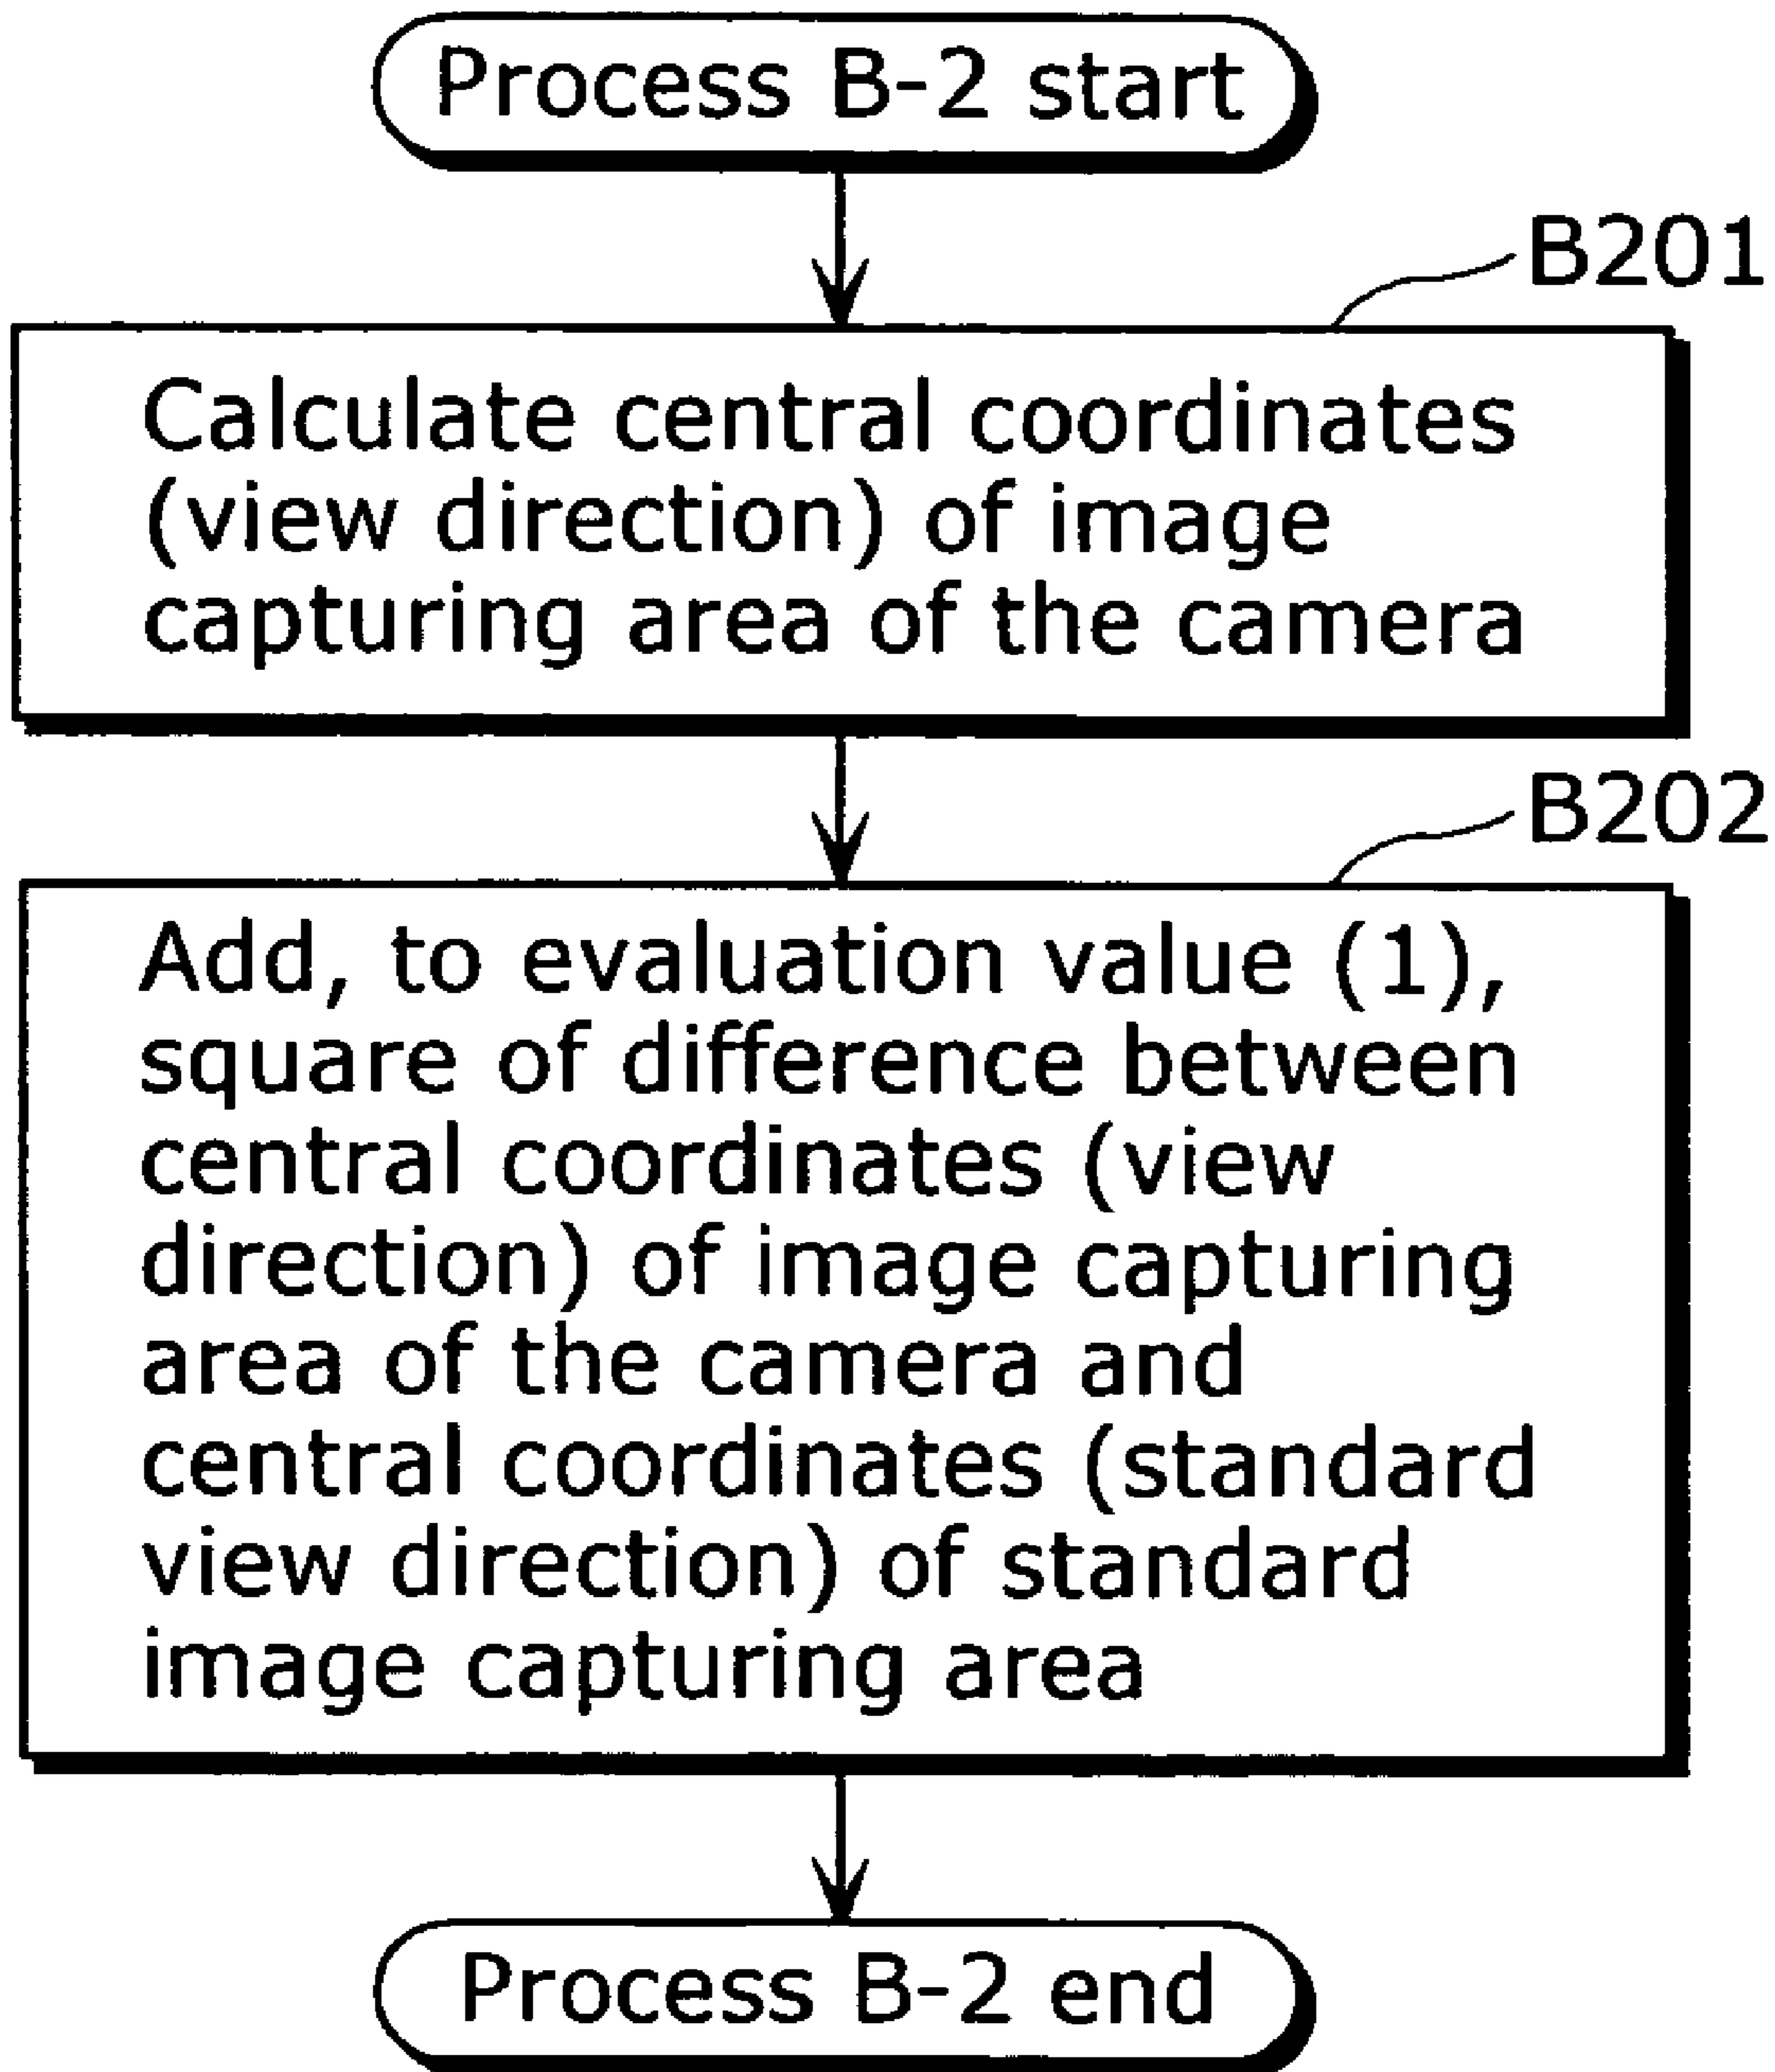 Process B-2 start
B201
Calculate central coordinates
(view direction) of image
capturing area of the camera
B202
Add, to evaluation value (1),
square of difference between
central coordinates (view
direction) of image capturing
area of the camera and
central coordinates (standard
view direction) of standard
image capturing area
Process B-2 end